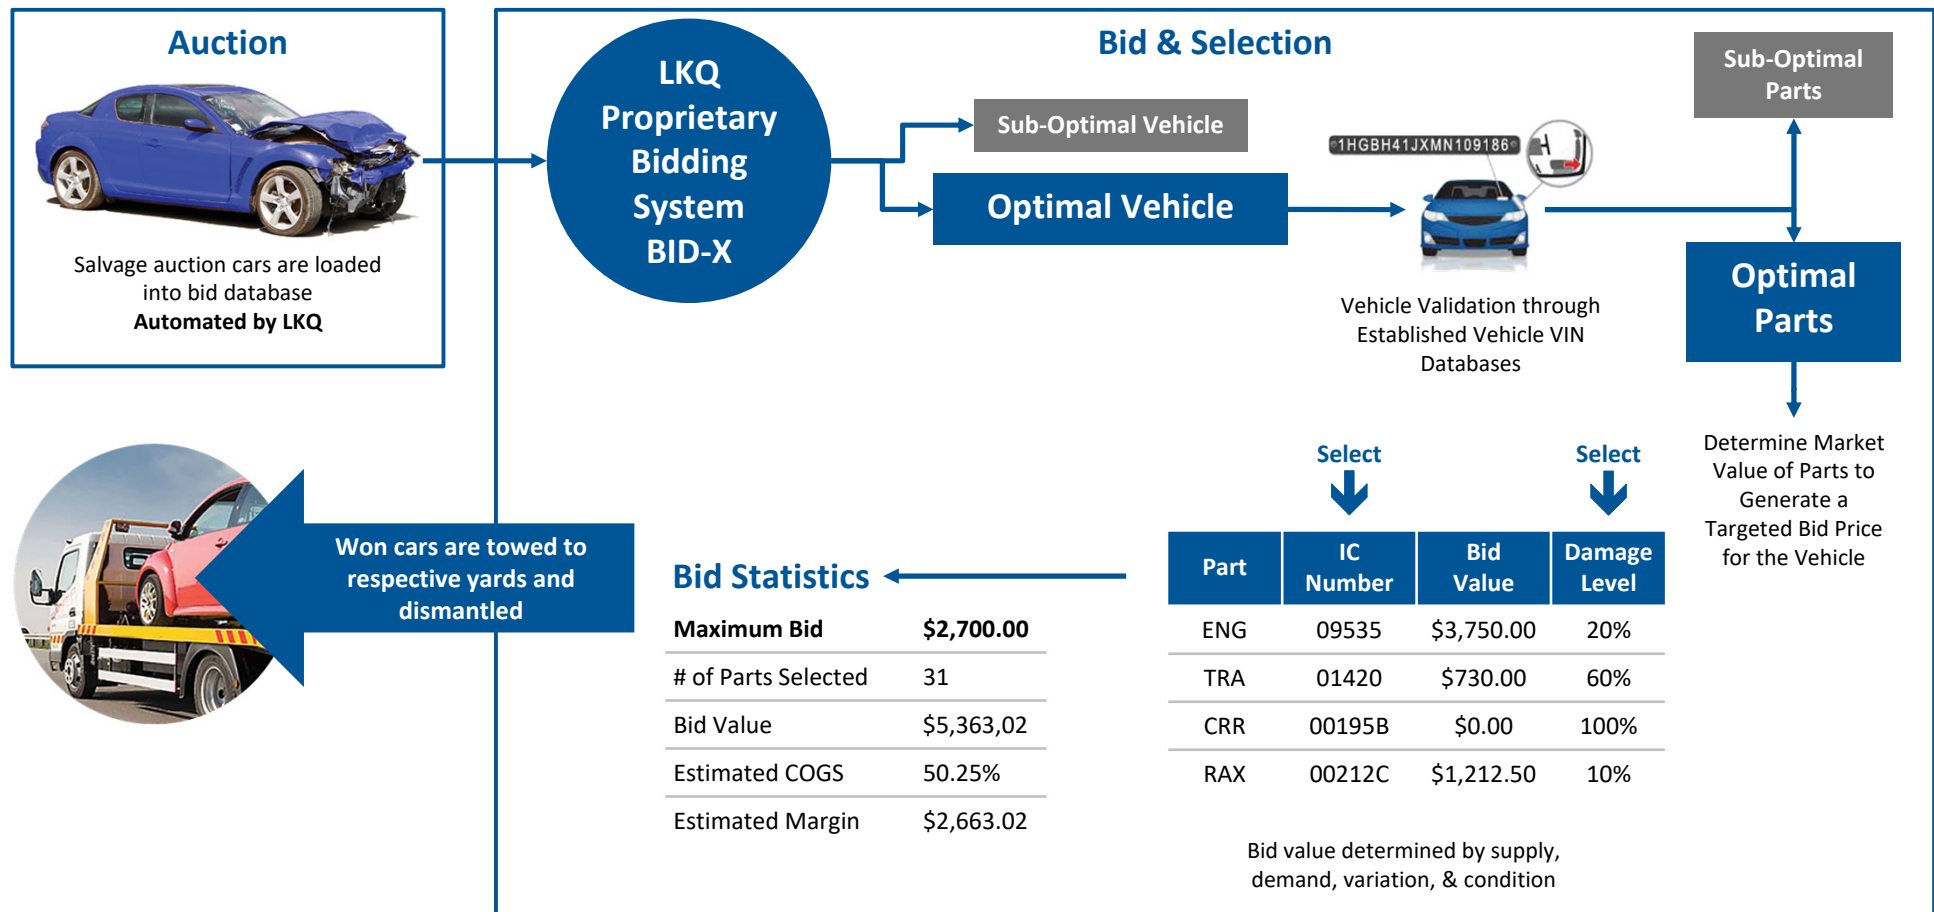 Auction
Salvage auction cars are loaded
into bid database
Automated by LKQ
Bid & Selection
LKQ
Proprietary
Bidding
System
BID-X
Sub-Optimal Vehicle
Optimal Vehicle
1HGBH41JXMN109186
Vehicle Validation through
Established Vehicle VIN
Databases
Sub-Optimal
Parts
Optimal
Parts
Determine Market
Value of Parts to
Generate a
Targeted Bid Price
for the Vehicle
Select
Select
Part IC Number Bid Value Damage Level
ENG 09535 $3,750.00 20%
TRA 01420 $730.00 60%
CRR 00195B $0.00 100%
RAX 00212C $1,212.50 10%
Bid value determined by supply,
demand, variation, & condition
Bid Statistics
Maximum Bid $2,700.00
# of Parts Selected 31
Bid Value $5,363,02
Estimated COGS 50.25%
Estimated Margin $2,663.02
Won cars are towed to
respective yards and
dismantled